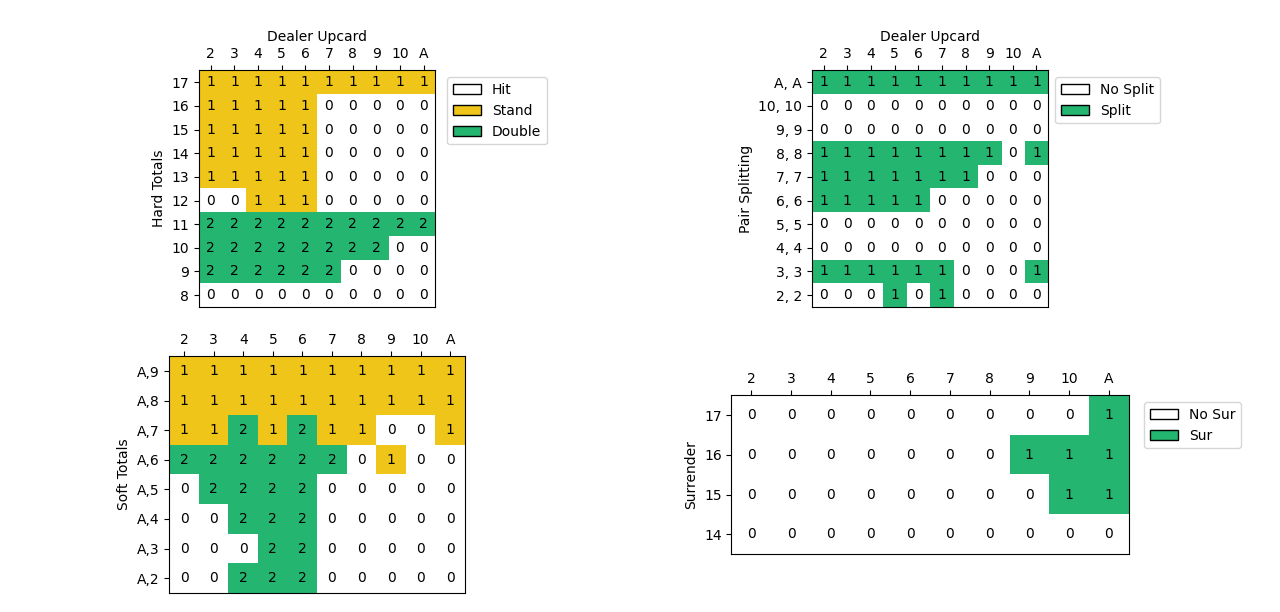 Dealer Upcard
2 3 4 5 6 7 8 9 10 A
17 1 1 1 1 1 1 1 1 1 1
16 1 1 1 1 1 0 0 0 0 0
15 1 1 1 1 1 0 0 0 0 0
14 1 1 1 1 1 0 0 0 0 0
13 1 1 1 1 1 0 0 0 0 0
12 0 0 1 1 1 0 0 0 0 0
11 2 2 2 2 2 2 2 2 2 2
10 2 2 2 2 2 2 2 2 0 0
9 2 2 2 2 2 2 0 0 0 0
8 0 0 0 0 0 0 0 0 0 0
Hard Totals
Hit
Stand
Double
Dealer Upcard
2 3 4 5 6 7 8 9 10 A
A, A 1 1 1 1 1 1 1 1 1 1
10, 10 0 0 0 0 0 0 0 0 0 0
9, 9 0 0 0 0 0 0 0 0 0 0
8, 8 1 1 1 1 1 1 1 1 0 1
7, 7 1 1 1 1 1 1 1 0 0 0
6, 6 1 1 1 1 1 0 0 0 0 0
5, 5 0 0 0 0 0 0 0 0 0 0
4, 4 0 0 0 0 0 0 0 0 0 0
3, 3 1 1 1 1 1 1 0 0 0 1
2, 2 0 0 0 1 0 1 0 0 0 0
Pair Splitting
No Split
Split
2 3 4 5 6 7 8 9 10 A
A,9 1 1 1 1 1 1 1 1 1 1
A,8 1 1 1 1 1 1 1 1 1 1
A,7 1 1 2 1 2 1 1 0 0 1
A,6 2 2 2 2 2 2 0 1 0 0
A,5 0 2 2 2 2 0 0 0 0 0
A,4 0 0 2 2 2 0 0 0 0 0
A,3 0 0 0 2 2 0 0 0 0 0
A,2 0 0 2 2 2 0 0 0 0 0
Soft Totals
2 3 4 5 6 7 8 9 10 A
17 0 0 0 0 0 0 0 0 0 1
16 0 0 0 0 0 0 0 1 1 1
15 0 0 0 0 0 0 0 0 1 1
14 0 0 0 0 0 0 0 0 0 0
Surrender
No Sur
Sur